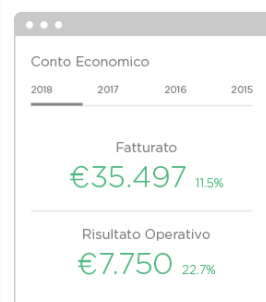 Conto Economico
2018 2017 2016 2015
Fatturato
€35.497 11.5%
Risultato Operativo
€7.750 22.7%